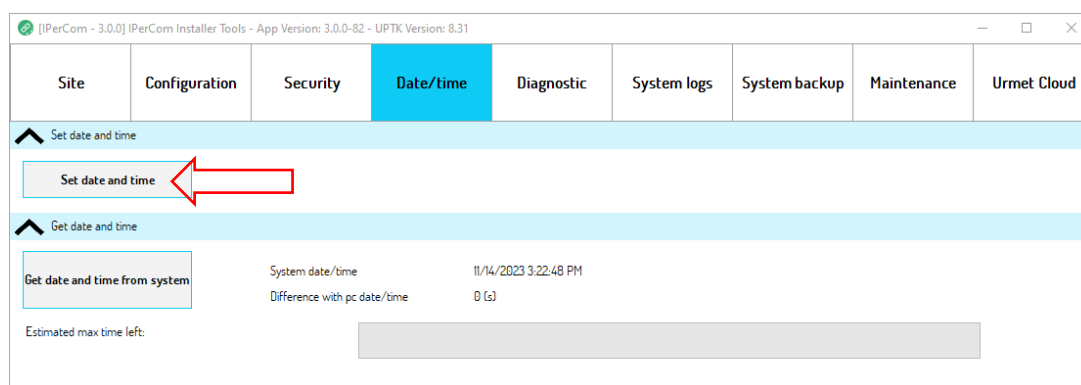 [IPerCom - 3.0.0] IPerCom Installer Tools - App Version: 3.0.0-82 - UPTK Version: 8.31
Site Configuration Security Date/time Diagnostic System logs System backup Maintenance Urmet Cloud
Set date and time
Set date and time
Get date and time
Get date and time from system
System date/time 11/14/2023 3:22:48 PM
Difference with pc date/time 0 (s)
Estimated max time left: